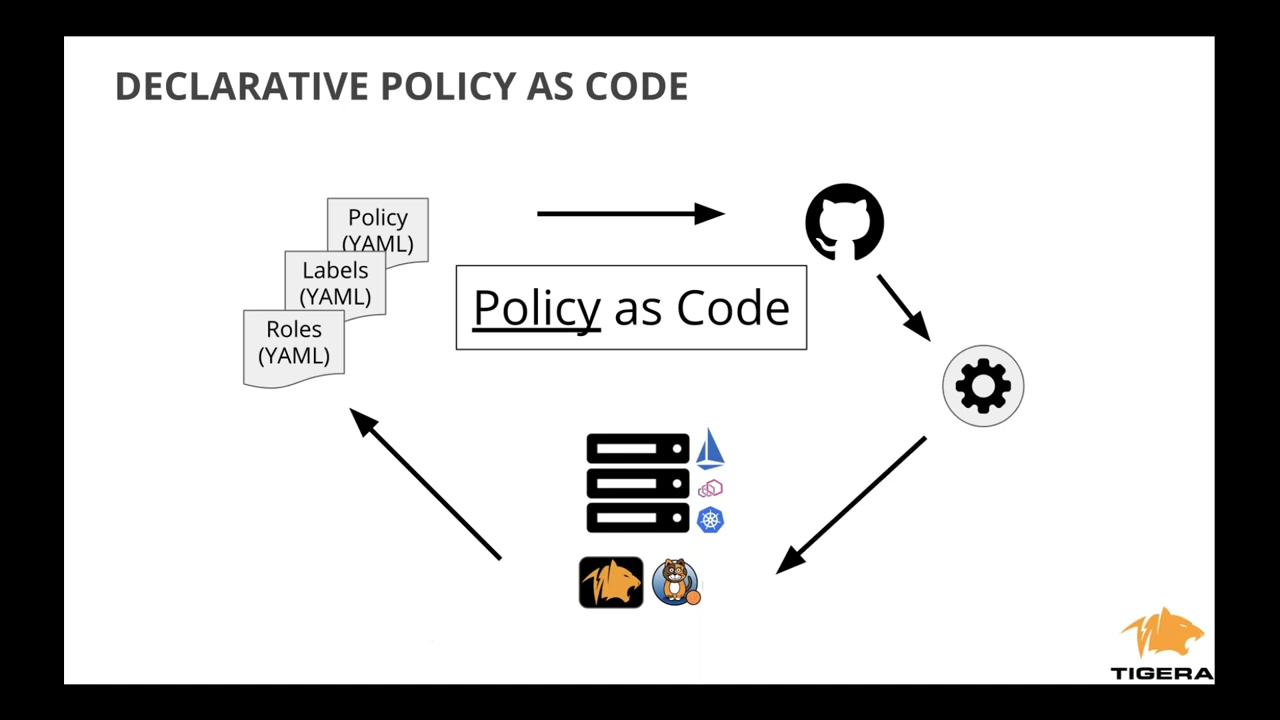 DECLARATIVE POLICY AS CODE
Policy
(YAML)
Labels
(YAML)
Roles
(YAML)
Policy as Code
TIGERA